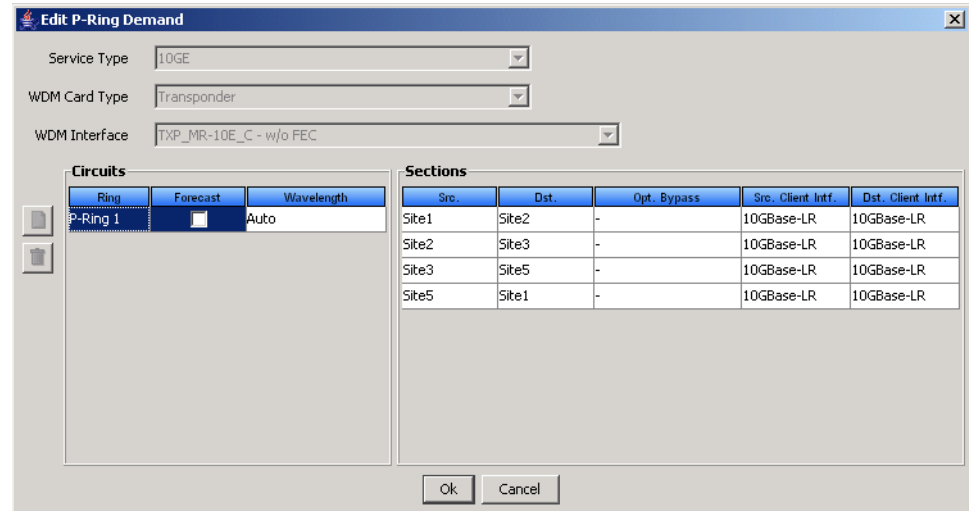 Edit P-Ring Demand
Service Type 10GE
WDM Card Type Transponder
WDM Interface TXP_MR-10E_C - w/o FEC
Circuits
Ring Forecast Wavelength
P-Ring 1 Auto
Sections
Src. Dst. Opt. Bypass Src. Client Intf. Dst. Client Intf.
Site1 Site2 - 10GBase-LR 10GBase-LR
Site2 Site3 - 10GBase-LR 10GBase-LR
Site3 Site5 - 10GBase-LR 10GBase-LR
Site5 Site1 - 10GBase-LR 10GBase-LR
Ok Cancel